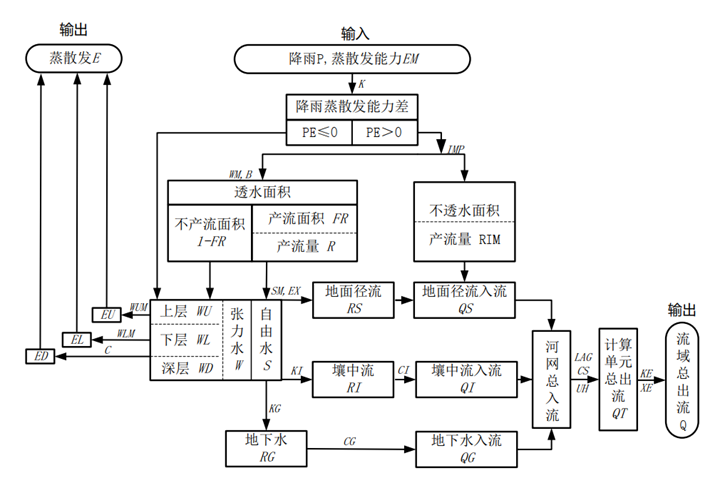 输出
输入
蒸散发E
降雨P,蒸散发能力EM
K
降雨蒸散发能力差
PE≤0
PE＞0
IMP
WM,B
透水面积
不产流面积
1-FR
产流面积 FR
产流量 R
不透水面积
产流量 RIM
SM,EX
地面径流
RS
地面径流入流
QS
WUM
EU
上层 WU
WLM
EL
下层 WL
C
ED
深层 WD
张
力
水
W
自
由
水
S
KI
壤中流
RI
CI
壤中流入流
QI
KG
地下水
RG
CG
地下水入流
QG
河
网
总
入
流
LAG
CS
UH
计算
单元
总出
流
QT
KE
XE
输出
流
域
总
出
流
Q